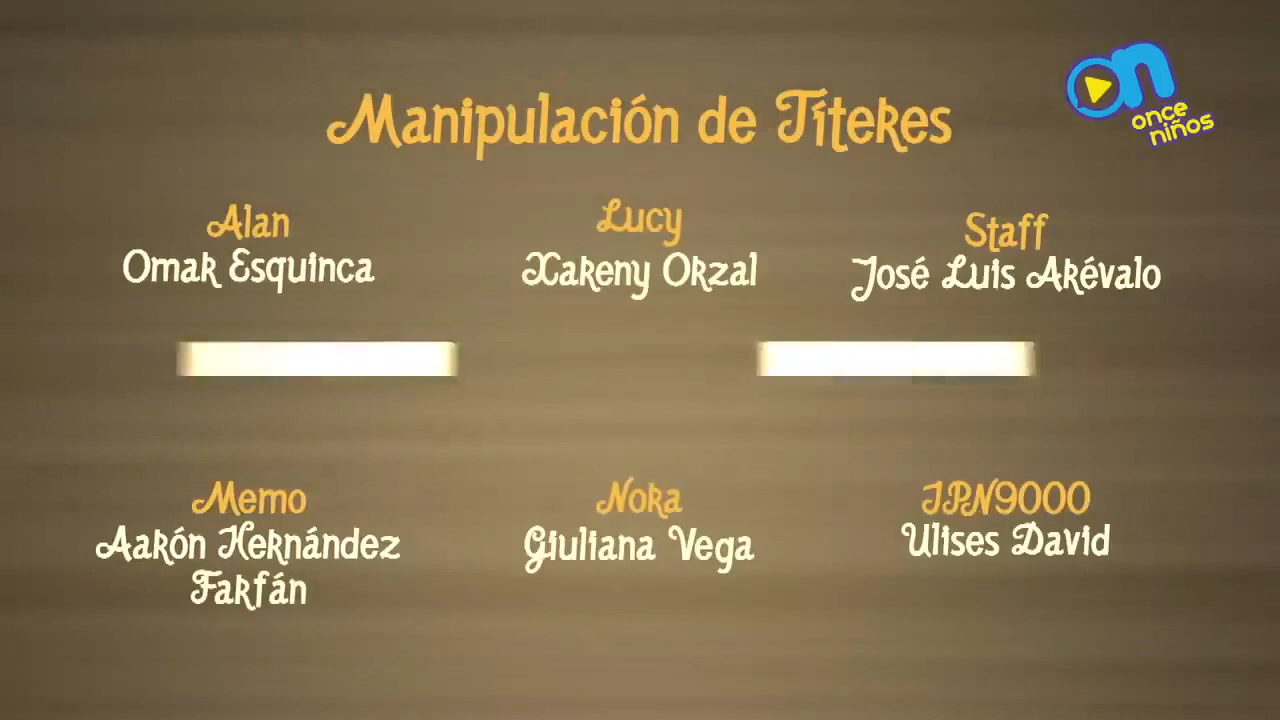 Manipulación de Títeres
on
once
niños
Alan
Omar Esquinca
Lucy
Xareny Orzal
Staff
José Luis Arévalo
Memo
Aarón Hernández
Farfán
Nora
Giuliana Vega
IPN9000
Ulises David